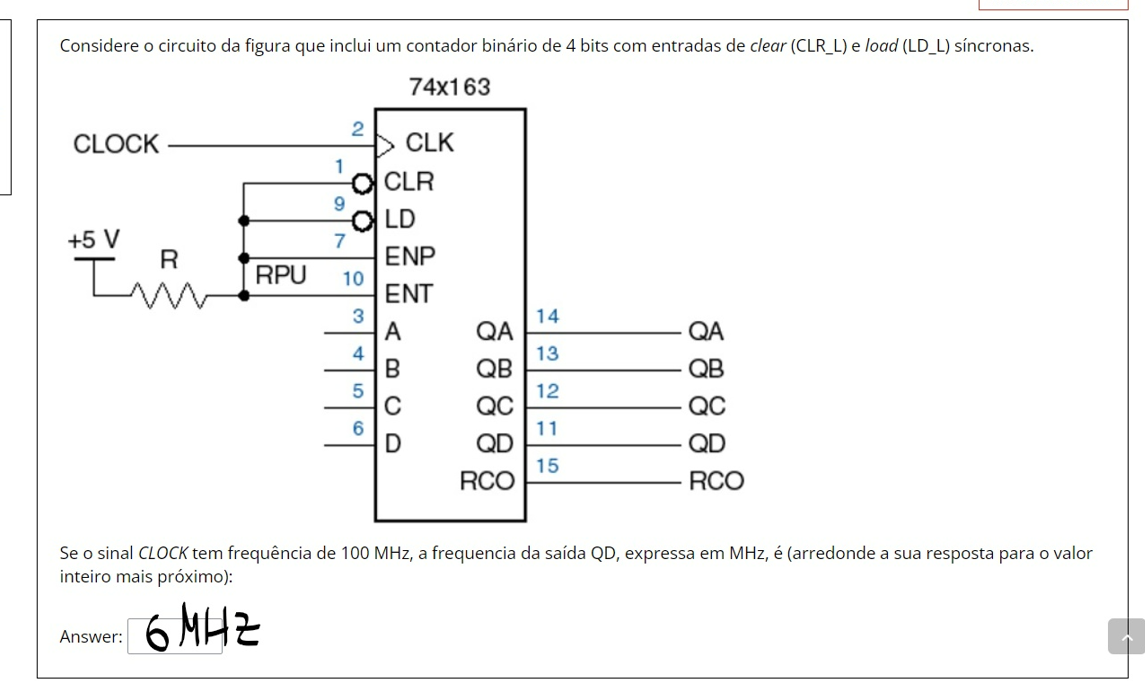 Considere o circuito da figura que inclui um contador binário de 4 bits com entradas de clear (CLR_L) e load (LD_L) síncronas.
74x163
CLOCK 2 CLK
1 CLR
9 LD
+5 V 7 ENP
R RPU 10 ENT
3 A QA 14 QA
4 B QB 13 QB
5 C QC 12 QC
6 D QD 11 QD
RCO 15 RCO
Se o sinal CLOCK tem frequência de 100 MHz, a frequencia da saída QD, expressa em MHz, é (arredonde a sua resposta para o valor
inteiro mais próximo):
Answer: 6 MHZ